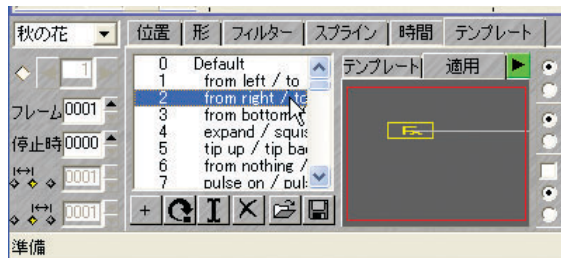 秋の花 位置 形 フィルター スプライン 時間 テンプレート
1
フレーム 0001
停止時 0000
0001
0001
0 Default
1 from left / to
2 from right / to
3 from bottom
4 expand / squis
5 tip up / tip ba
6 from nothing /
7 pulse on / pul
テンプレート 適用
準備